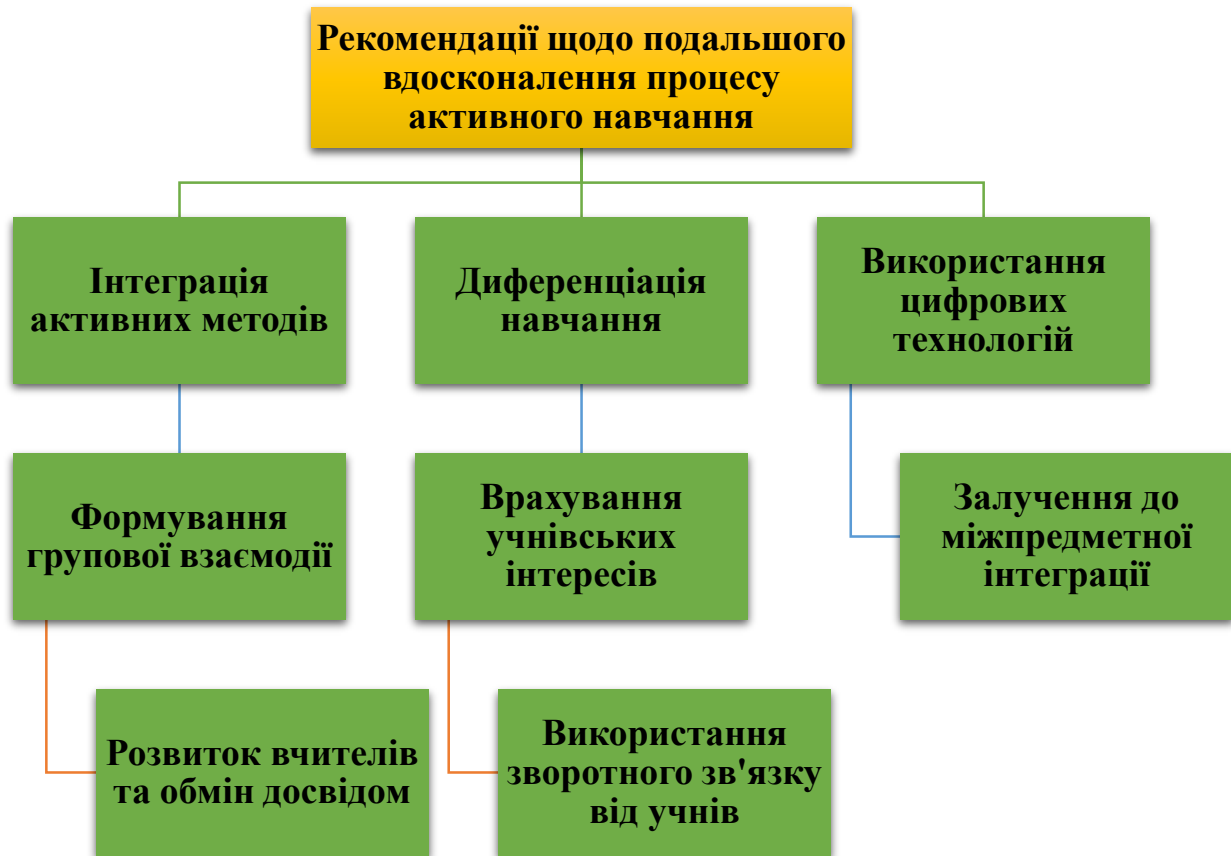 Рекомендації щодо подальшого
вдосконалення процесу
активного навчання
Інтеграція
активних методів
Диференціація
навчання
Використання
цифрових
технологій
Формування
групової взаємодії
Врахування
учнівських
інтересів
Залучення до
міжпредметної
інтеграції
Розвиток вчителів
та обмін досвідом
Використання
зворотного зв'язку
від учнів